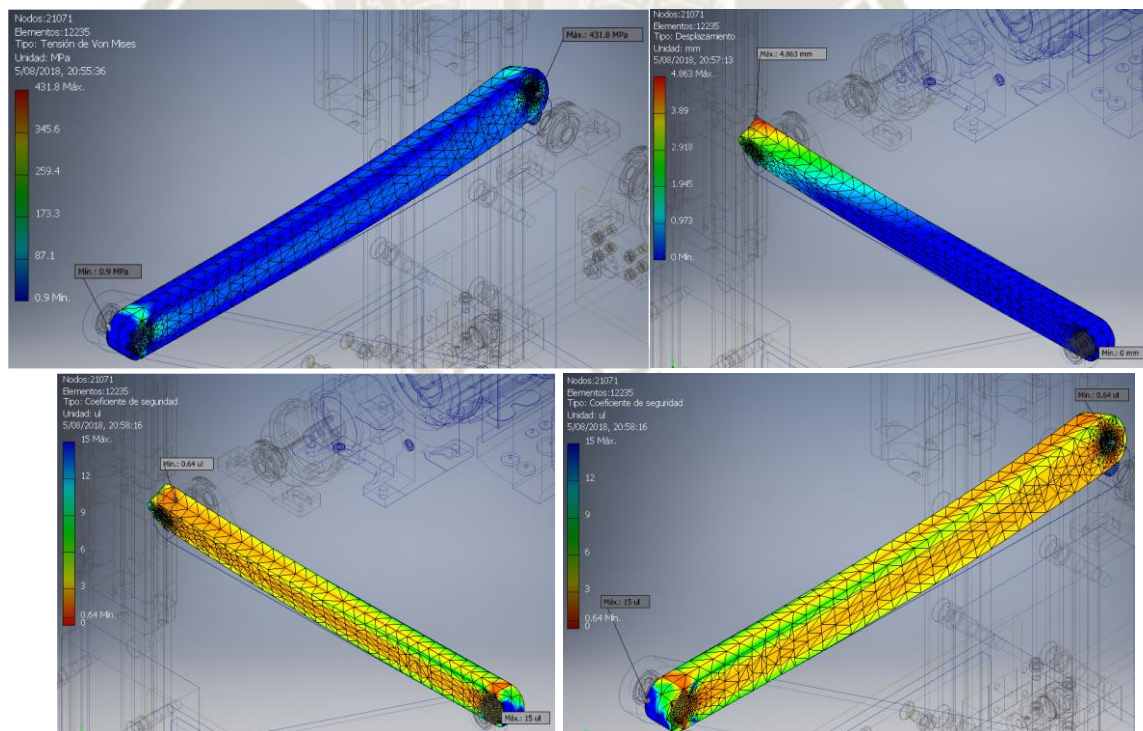 Nodos:21071
Elementos:12235
Tipo: Tensión de Von Mises
Unidad: MPa
5/08/2018, 20:55:36
431.8 Máx.
345.6
259.4
173.3
87.1
0.9 Mín.
Máx.: 431.8 MPa
Mín.: 0.9 MPa
Nodos:21071
Elementos:12235
Tipo: Desplazamiento
Unidad: mm
5/08/2018, 20:57:13
4.863 Máx.
3.89
2.918
1.945
0.973
0 Mín.
Máx.: 4.863 mm
Mín.: 0 mm
Nodos:21071
Elementos:12235
Tipo: Coeficiente de seguridad
Unidad: ul
5/08/2018, 20:58:16
15 Máx.
12
9
6
3
0.64 Mín.
0
Mín.: 0.64 ul
Máx.: 15 ul
Nodos:21071
Elementos:12235
Tipo: Coeficiente de seguridad
Unidad: ul
5/08/2018, 20:58:16
15 Máx.
12
9
6
3
0.64 Mín.
0
Mín.: 0.64 ul
Máx.: 15 ul